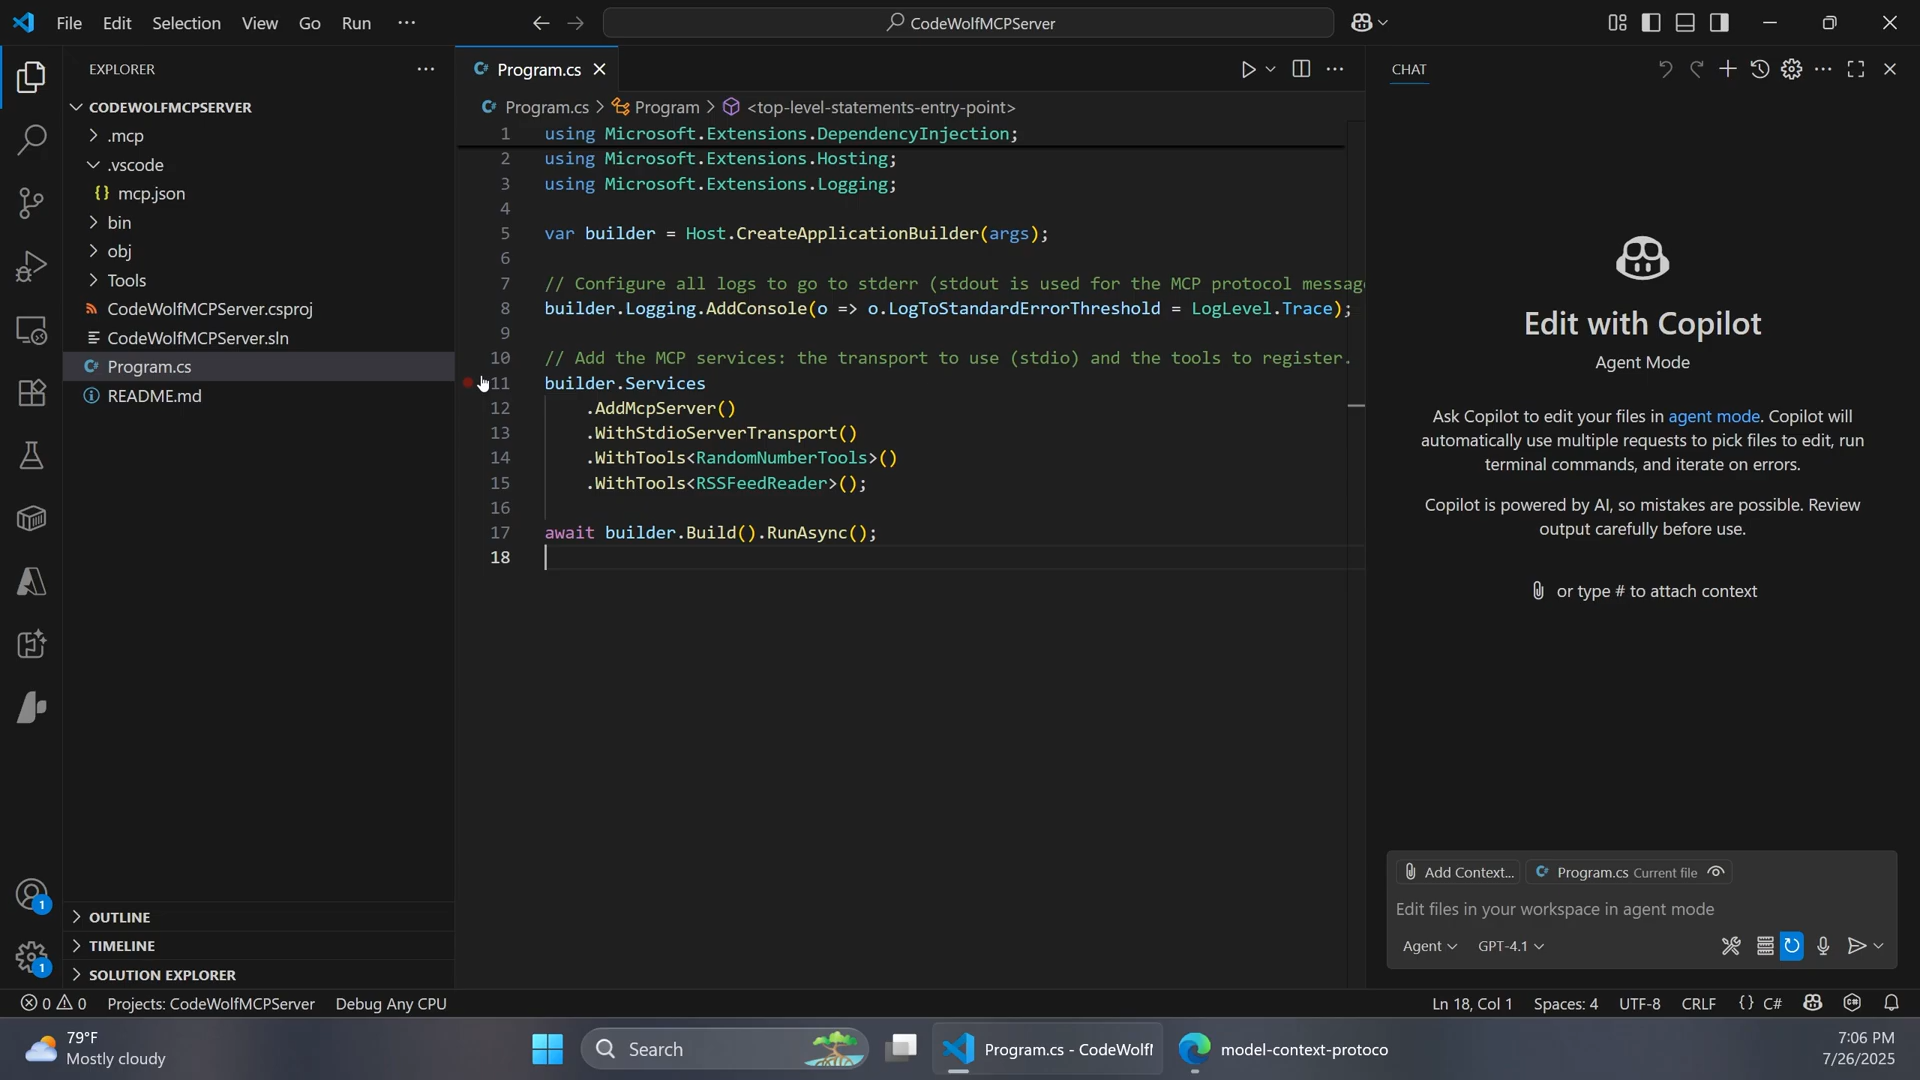 File Edit Selection View Go Run ···
CodeWolfMCPServer
EXPLORER
CODEWOLFMCPSERVER
.mcp
.vscode
{} mcp.json
bin
obj
Tools
CodeWolfMCPServer.csproj
CodeWolfMCPServer.sln
Program.cs
README.md
OUTLINE
TIMELINE
SOLUTION EXPLORER
1
1
Program.cs
Program.cs > Program > <top-level-statements-entry-point>
1 using Microsoft.Extensions.DependencyInjection;
2 using Microsoft.Extensions.Hosting;
3 using Microsoft.Extensions.Logging;
4
5 var builder = Host.CreateApplicationBuilder(args);
6
7 // Configure all logs to go to stderr (stdout is used for the MCP protocol messag
8 builder.Logging.AddConsole(o => o.LogToStandardErrorThreshold = LogLevel.Trace);
9
10 // Add the MCP services: the transport to use (stdio) and the tools to register.
11 builder.Services
12 .AddMcpServer()
13 .WithStdioServerTransport()
14 .WithTools<RandomNumberTools>()
15 .WithTools<RSSFeedReader>();
16
17 await builder.Build().RunAsync();
18
CHAT
Edit with Copilot
Agent Mode
Ask Copilot to edit your files in agent mode. Copilot will
automatically use multiple requests to pick files to edit, run
terminal commands, and iterate on errors.
Copilot is powered by AI, so mistakes are possible. Review
output carefully before use.
or type # to attach context
Add Context... Program.cs Current file
Edit files in your workspace in agent mode
Agent GPT-4.1
0 0 Projects: CodeWolfMCPServer Debug Any CPU
Ln 18, Col 1 Spaces: 4 UTF-8 CRLF {} C#
79°F
Mostly cloudy
Search
Program.cs - CodeWolfM
model-context-protoco
7:06 PM
7/26/2025